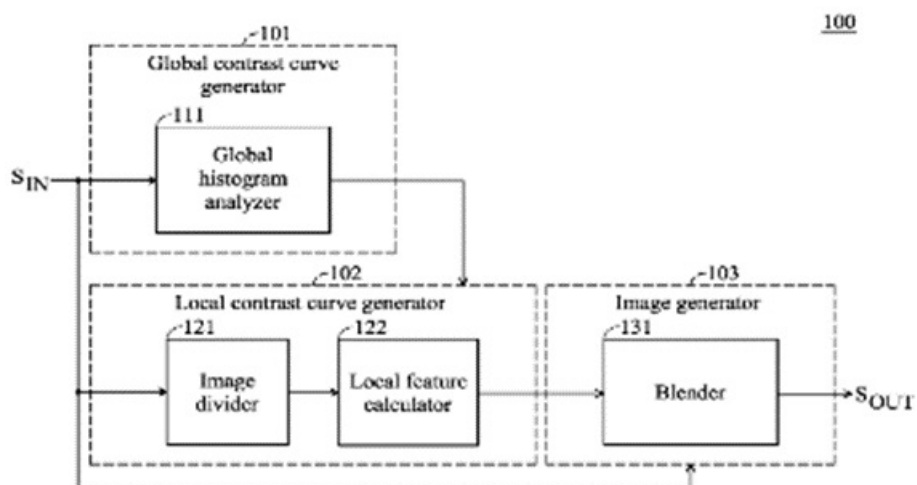 100
101
Global contrast curve
generator
111
Global
histogram
analyzer
SIN
102
Local contrast curve generator
121
Image
divider
122
Local feature
calculator
103
Image generator
131
Blender
SOUT